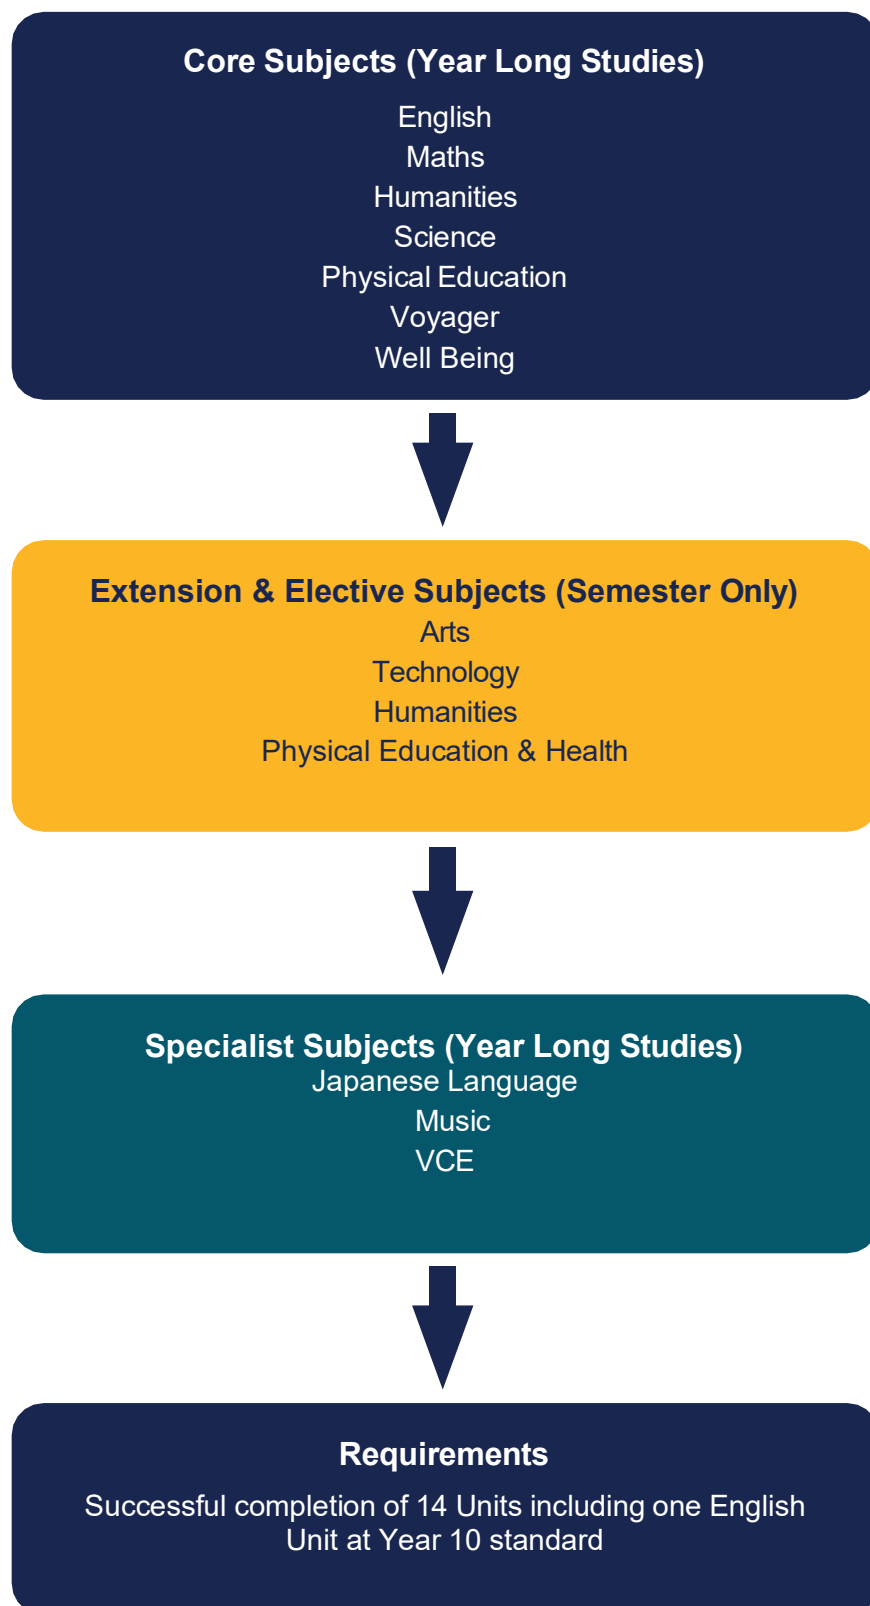 Core Subjects (Year Long Studies)
English
Maths
Humanities
Science
Physical Education
Voyager
Well Being
Extension & Elective Subjects (Semester Only)
Arts
Technology
Humanities
Physical Education & Health
Specialist Subjects (Year Long Studies)
Japanese Language
Music
VCE
Requirements
Successful completion of 14 Units including one English
Unit at Year 10 standard